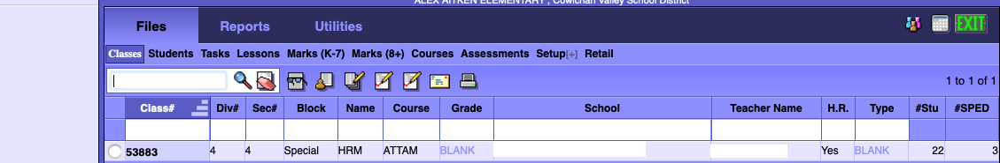 ALEX AITKEN ELEMENTARY , Cowichan Valley School District
Files Reports Utilities EXIT
Classes Students Tasks Lessons Marks (K-7) Marks (8+) Courses Assessments Setup[+] Retail
1 to 1 of 1
Class# Div# Sec# Block Name Course Grade School Teacher Name H.R. Type #Stu #SPED
53883 4 4 Special HRM ATTAM BLANK Yes BLANK 22 3